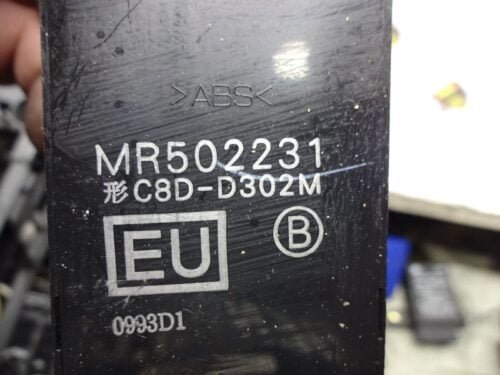 >ABS<
MR502231
形 C8D-D302M
EU B
0993D1